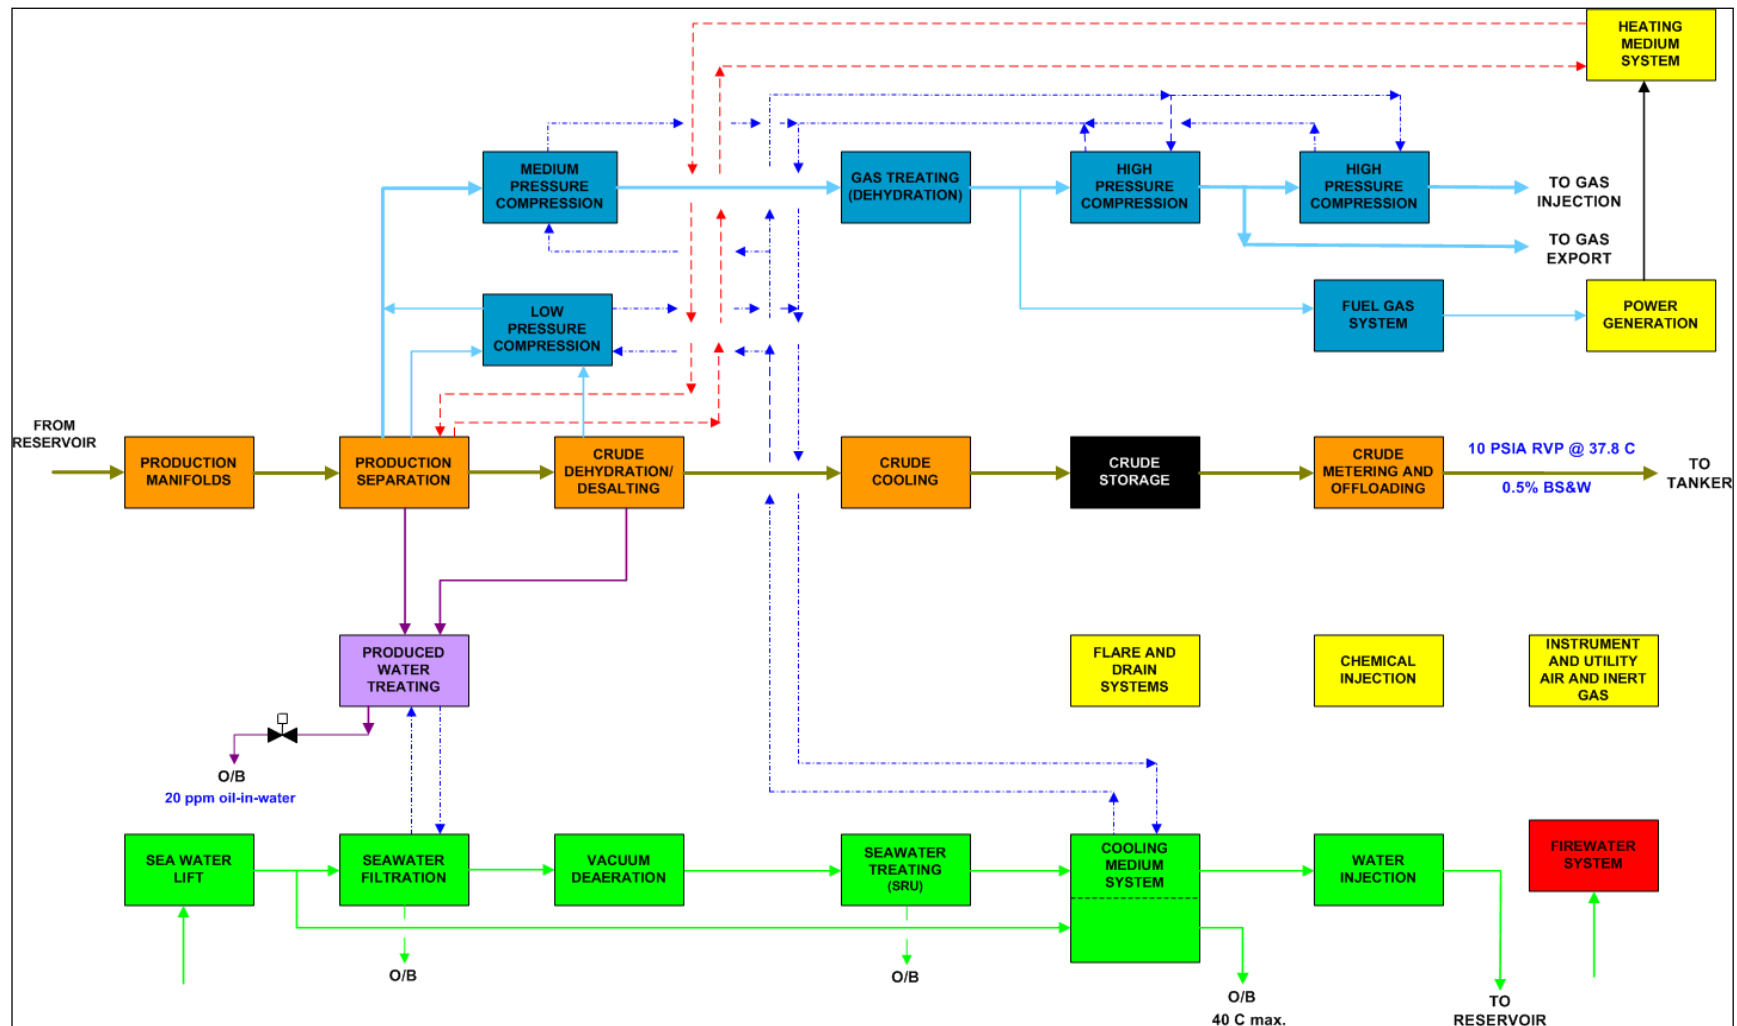 HEATING
MEDIUM
SYSTEM
MEDIUM
PRESSURE
COMPRESSION
GAS TREATING
(DEHYDRATION)
HIGH
PRESSURE
COMPRESSION
HIGH
PRESSURE
COMPRESSION
TO GAS
INJECTION
TO GAS
EXPORT
LOW
PRESSURE
COMPRESSION
FUEL GAS
SYSTEM
POWER
GENERATION
FROM
RESERVOIR
PRODUCTION
MANIFOLDS
PRODUCTION
SEPARATION
CRUDE
DEHYDRATION/
DESALTING
CRUDE
COOLING
CRUDE
STORAGE
CRUDE
METERING AND
OFFLOADING
10 PSIA RVP @ 37.8 C
0.5% BS&W
TO
TANKER
PRODUCED
WATER
TREATING
FLARE AND
DRAIN
SYSTEMS
CHEMICAL
INJECTION
INSTRUMENT
AND UTILITY
AIR AND INERT
GAS
O/B
20 ppm oil-in-water
SEA WATER
LIFT
SEAWATER
FILTRATION
VACUUM
DEAERATION
SEAWATER
TREATING
(SRU)
COOLING
MEDIUM
SYSTEM
WATER
INJECTION
FIREWATER
SYSTEM
O/B
O/B
O/B
40 C max.
TO
RESERVOIR